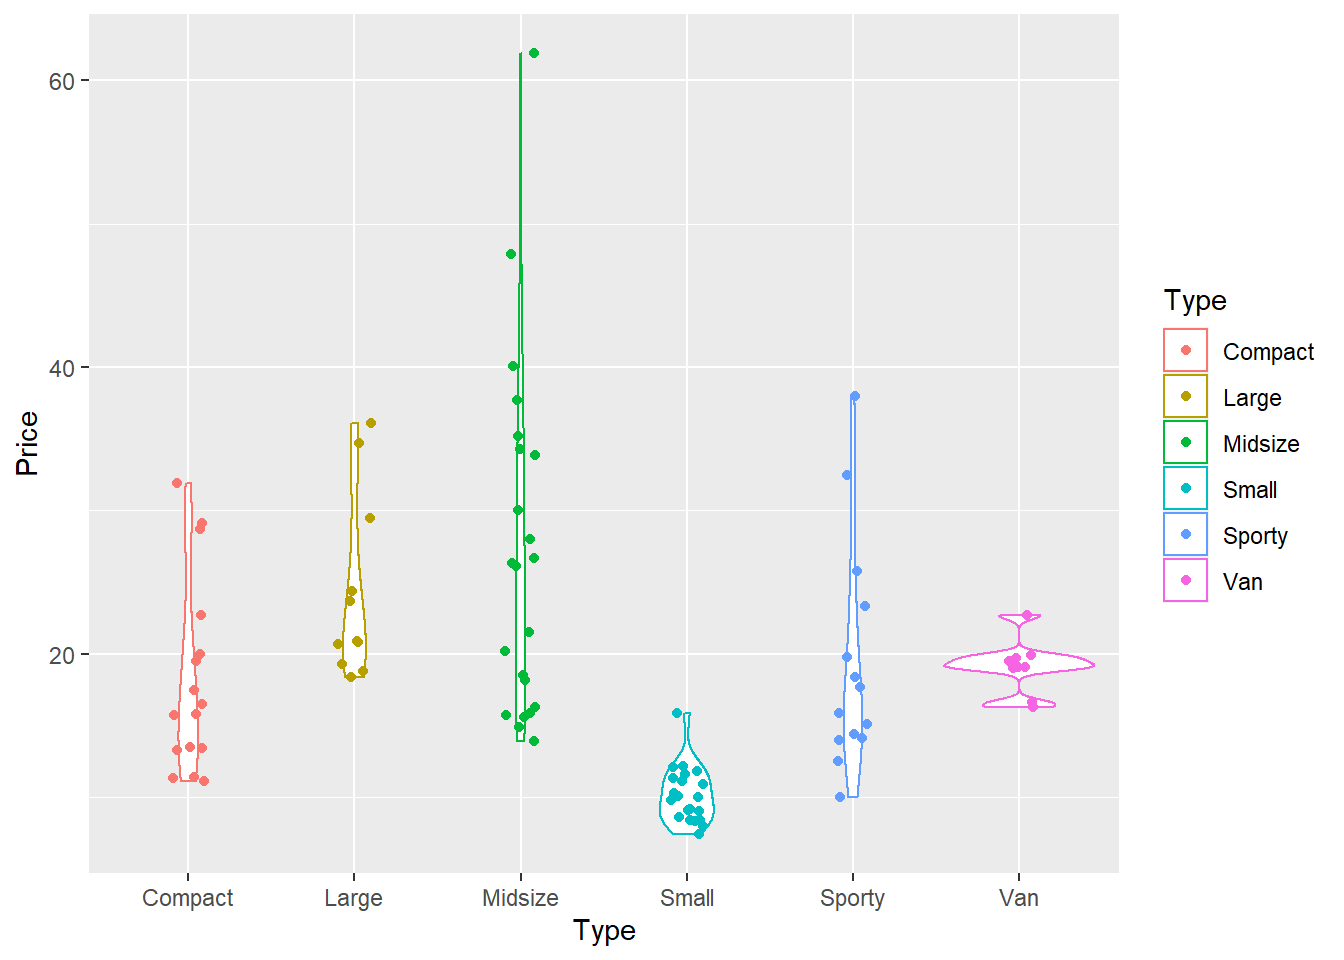 60
40
20
Price
Compact
Large
Midsize
Small
Sporty
Van
Type
Type
Compact
Large
Midsize
Small
Sporty
Van